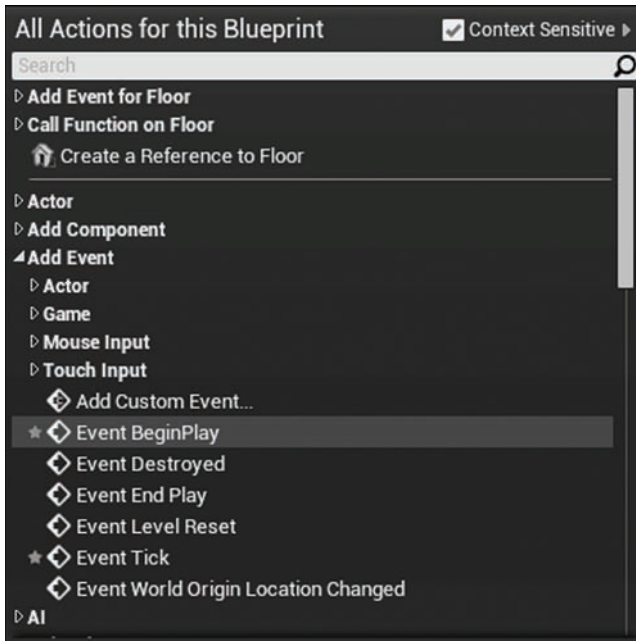 All Actions for this Blueprint Context Sensitive
Search
Add Event for Floor
Call Function on Floor
Create a Reference to Floor
Actor
Add Component
Add Event
Actor
Game
Mouse Input
Touch Input
Add Custom Event...
Event BeginPlay
Event Destroyed
Event End Play
Event Level Reset
Event Tick
Event World Origin Location Changed
AI